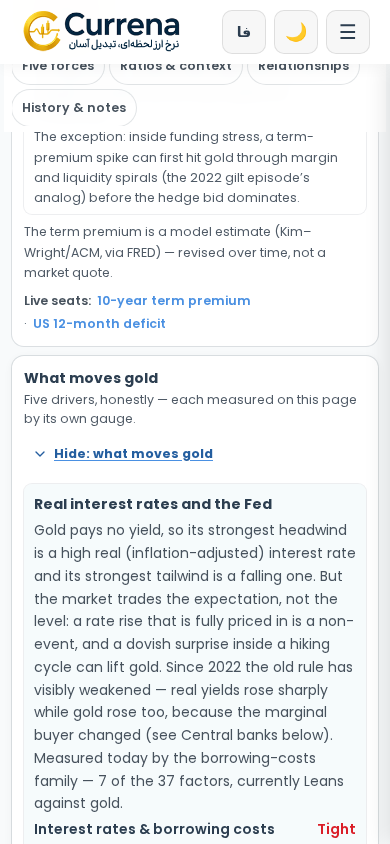 Currena
نرخ لحظه‌ای، تبدیل آسان
فا
Five forces
Ratios & context
Relationships
History & notes
The exception: inside funding stress, a term-
premium spike can first hit gold through margin
and liquidity spirals (the 2022 gilt episode's
analog) before the hedge bid dominates.
The term premium is a model estimate (Kim–
Wright/ACM, via FRED) — revised over time, not a
market quote.
Live seats: 10-year term premium
· US 12-month deficit
What moves gold
Five drivers, honestly — each measured on this page
by its own gauge.
Hide: what moves gold
Real interest rates and the Fed
Gold pays no yield, so its strongest headwind
is a high real (inflation-adjusted) interest rate
and its strongest tailwind is a falling one. But
the market trades the expectation, not the
level: a rate rise that is fully priced in is a non-
event, and a dovish surprise inside a hiking
cycle can lift gold. Since 2022 the old rule has
visibly weakened — real yields rose sharply
while gold rose too, because the marginal
buyer changed (see Central banks below).
Measured today by the borrowing-costs
family — 7 of the 37 factors, currently Leans
against gold.
Interest rates & borrowing costs Tight